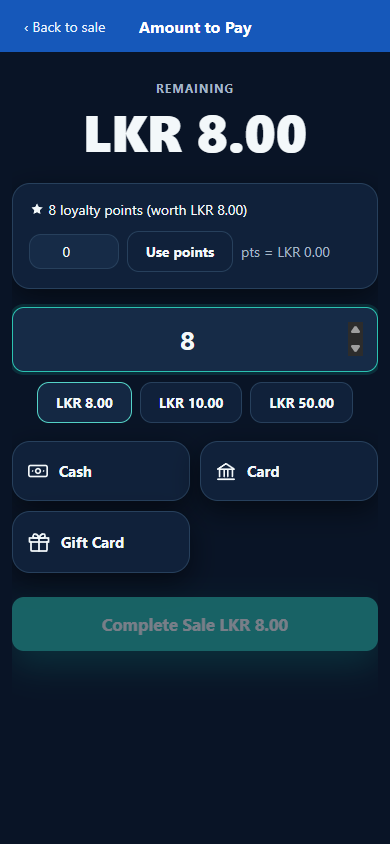 ‹ Back to sale Amount to Pay
REMAINING
LKR 8.00
★ 8 loyalty points (worth LKR 8.00)
0 Use points pts = LKR 0.00
8
LKR 8.00 LKR 10.00 LKR 50.00
Cash Card
Gift Card
Complete Sale LKR 8.00